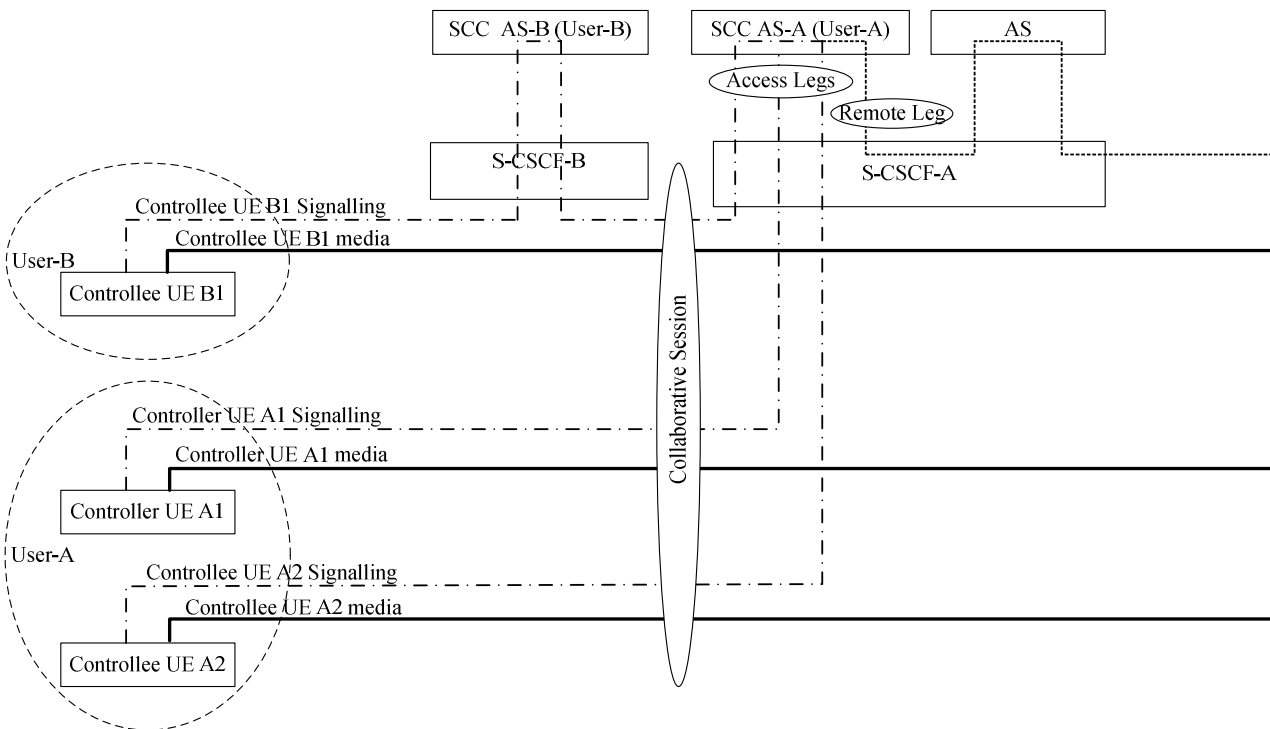 SCC AS-B (User-B)
SCC AS-A (User-A)
AS
Access Legs
Remote Leg
S-CSCF-B
S-CSCF-A
Controllee UE B1 Signalling
Controllee UE B1 media
User-B
Controllee UE B1
Collaborative Session
Controller UE A1 Signalling
Controller UE A1 media
Controller UE A1
User-A
Controllee UE A2 Signalling
Controllee UE A2 media
Controllee UE A2